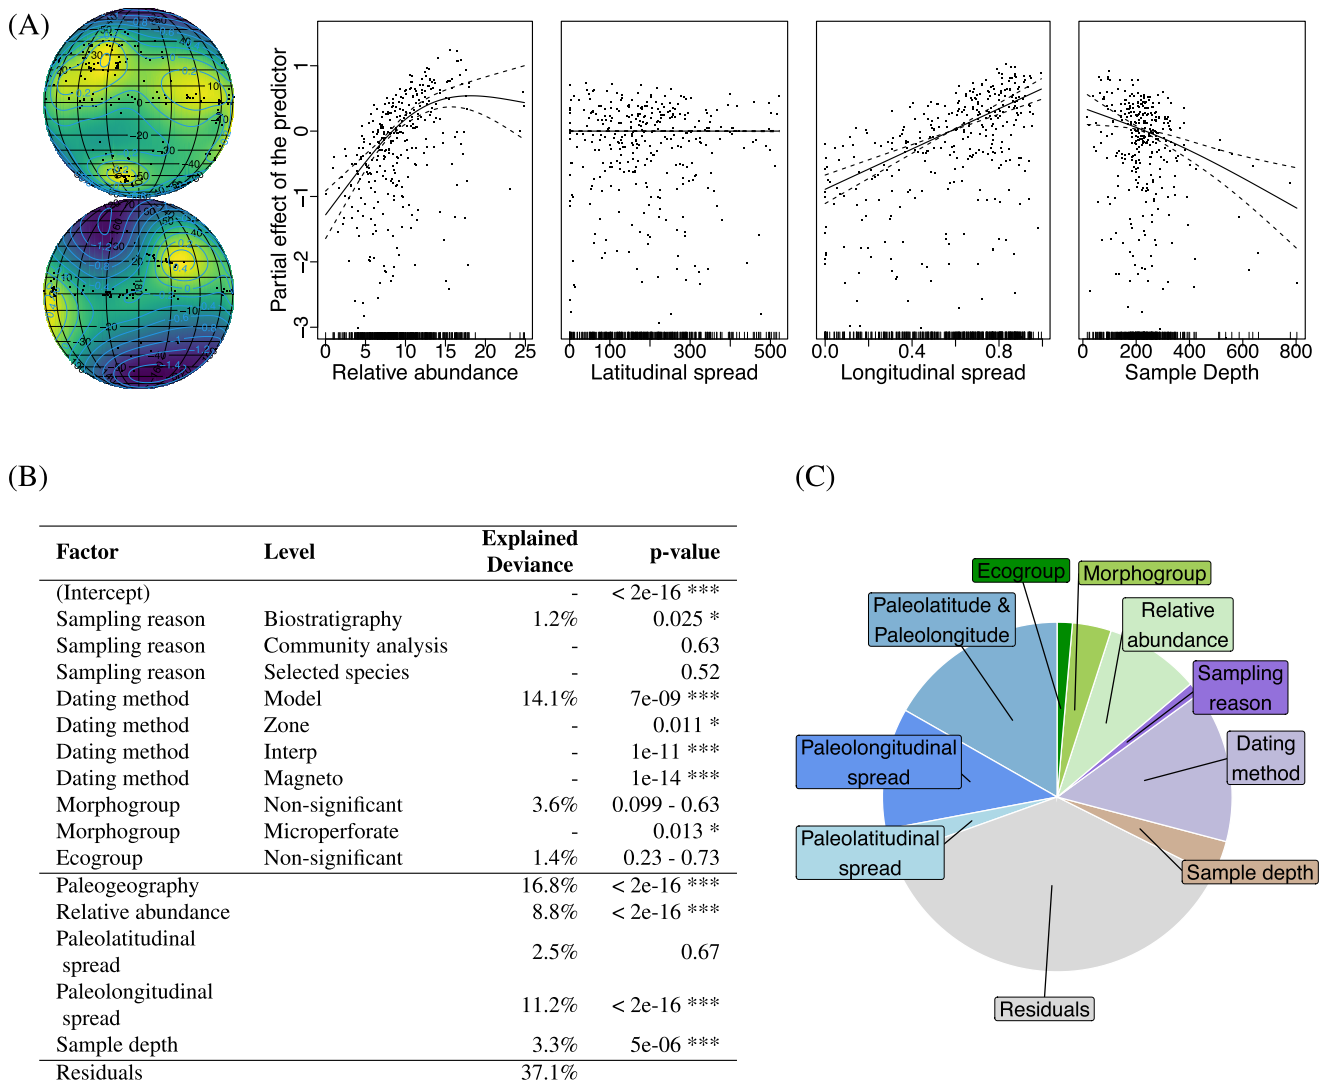 (A)
Partial effect of the predictor
1
0
−1
−2
−3
0 5 10 15 20 25
Relative abundance
0 100 300 500
Latitudinal spread
0.0 0.4 0.8
Longitudinal spread
0 200 400 600 800
Sample Depth
(B)
Factor Level Explained Deviance p-value
(Intercept) - < 2e-16 ***
Sampling reason Biostratigraphy 1.2% 0.025 *
Sampling reason Community analysis - 0.63
Sampling reason Selected species - 0.52
Dating method Model 14.1% 7e-09 ***
Dating method Zone - 0.011 *
Dating method Interp - 1e-11 ***
Dating method Magneto - 1e-14 ***
Morphogroup Non-significant 3.6% 0.099 - 0.63
Morphogroup Microperforate - 0.013 *
Ecogroup Non-significant 1.4% 0.23 - 0.73
Paleogeography 16.8% < 2e-16 ***
Relative abundance 8.8% < 2e-16 ***
Paleolatitudinal
spread 2.5% 0.67
Paleolongitudinal
spread 11.2% < 2e-16 ***
Sample depth 3.3% 5e-06 ***
Residuals 37.1%
(C)
Ecogroup
Morphogroup
Paleolatitude &
Paleolongitude
Relative
abundance
Sampling
reason
Paleolongitudinal
spread
Dating
method
Paleolatitudinal
spread
Sample depth
Residuals